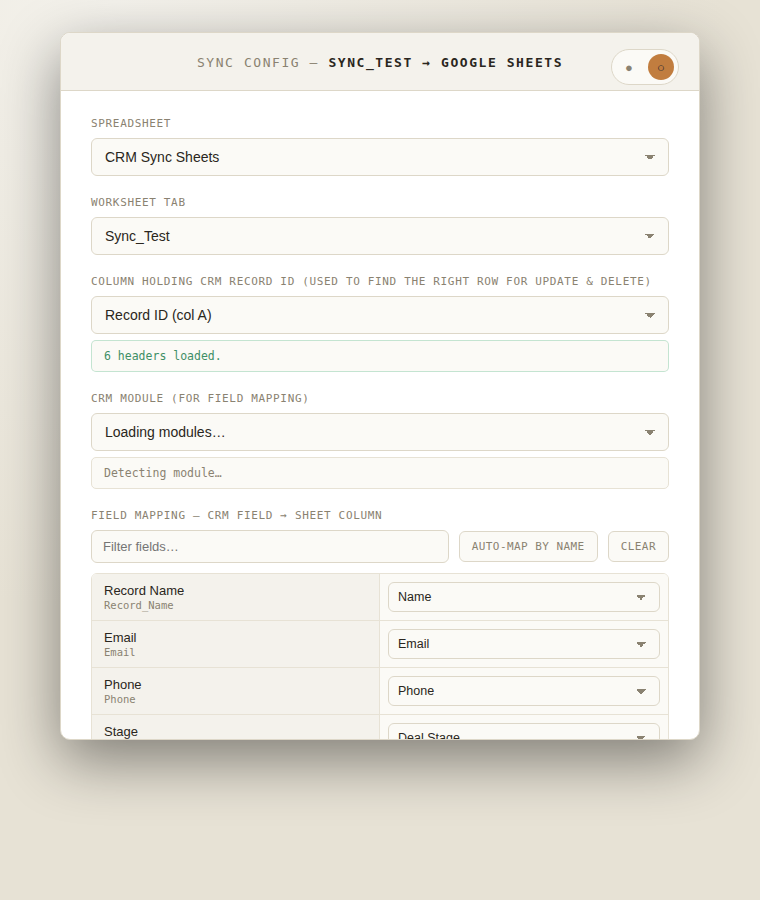 SYNC CONFIG — SYNC_TEST → GOOGLE SHEETS
SPREADSHEET
CRM Sync Sheets
WORKSHEET TAB
Sync_Test
COLUMN HOLDING CRM RECORD ID (USED TO FIND THE RIGHT ROW FOR UPDATE & DELETE)
Record ID (col A)
6 headers loaded.
CRM MODULE (FOR FIELD MAPPING)
Loading modules…
Detecting module…
FIELD MAPPING — CRM FIELD → SHEET COLUMN
Filter fields… AUTO-MAP BY NAME CLEAR
Record Name Name
Record_Name
Email Email
Email
Phone Phone
Phone
Stage Deal Stage